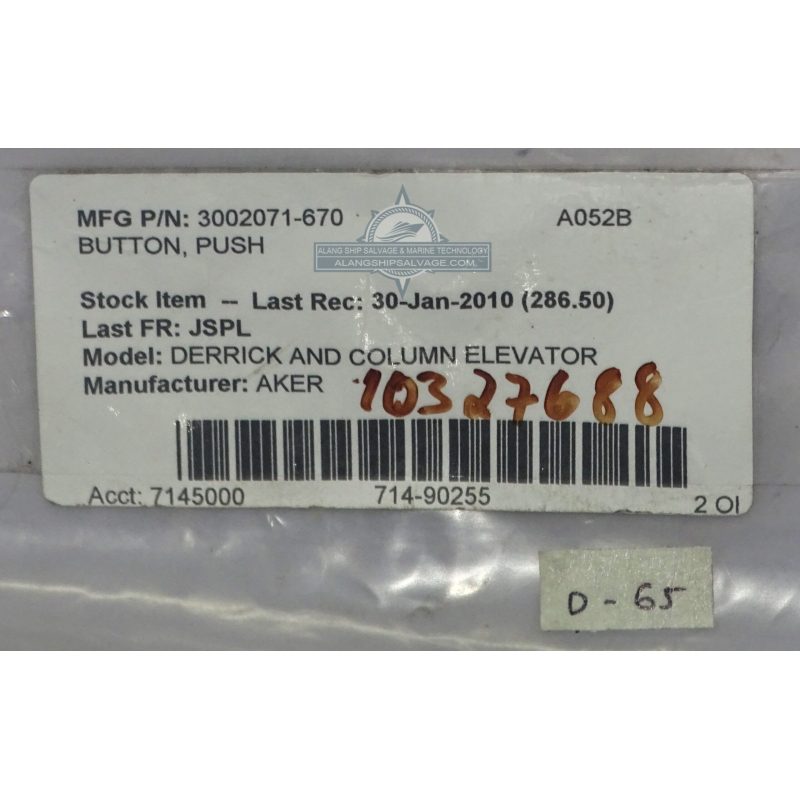 MFG P/N: 3002071-670 A052B
BUTTON, PUSH
ALANG SHIP SALVAGE & MARINE TECHNOLOGY
ALANGSHIPSALVAGE.COM
Stock Item -- Last Rec: 30-Jan-2010 (286.50)
Last FR: JSPL
Model: DERRICK AND COLUMN ELEVATOR
Manufacturer: AKER 10327688
Acct: 7145000 714-90255 2 OI
D-65